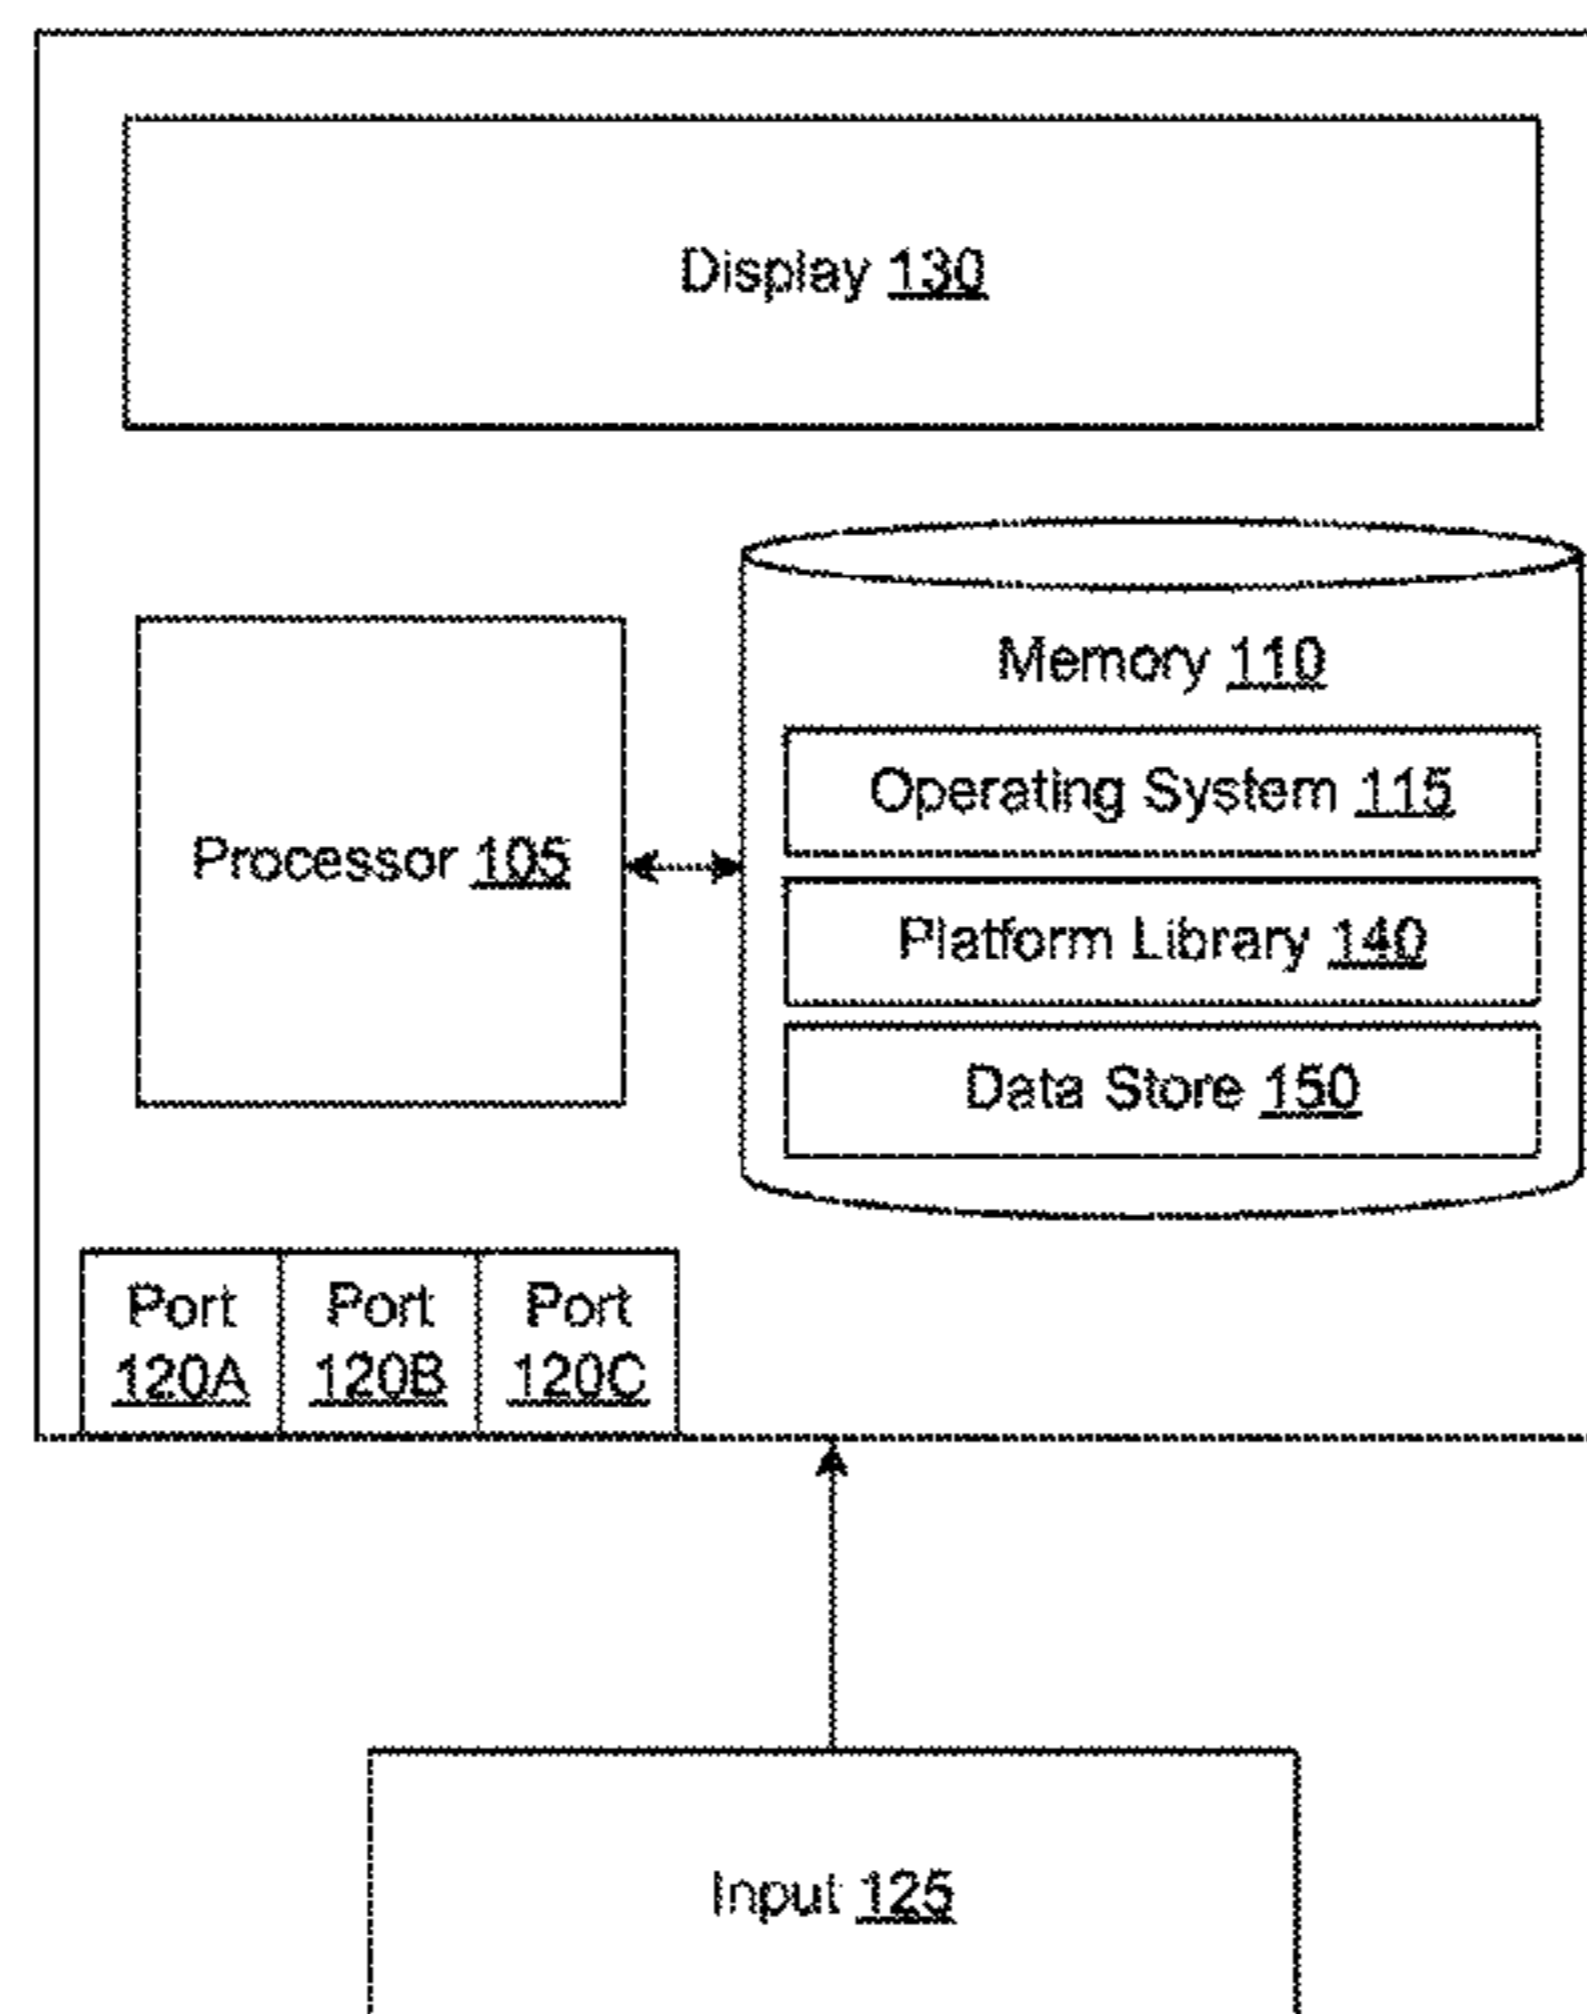 Display 130
Memory 110
Operating System 115
Processor 105
Platform Library 140
Data Store 150
Port 120A
Port 120B
Port 120C
Input 125